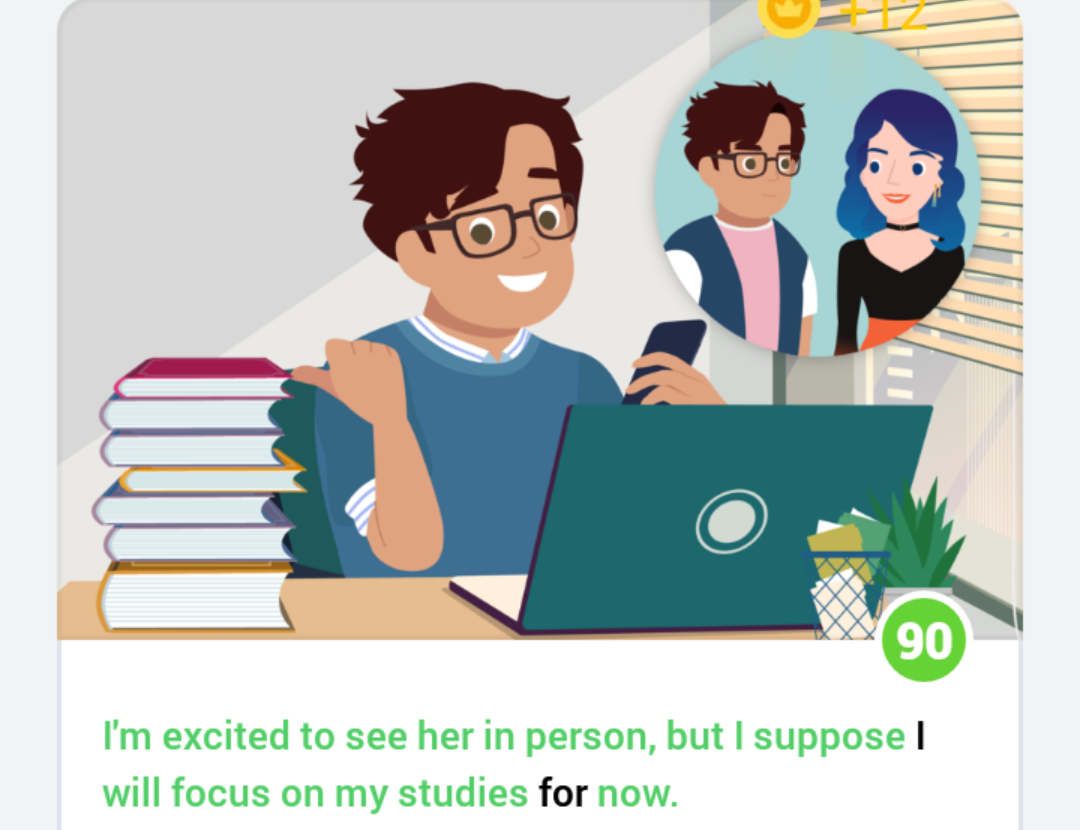 +12
90
I'm excited to see her in person, but I suppose I
will focus on my studies for now.